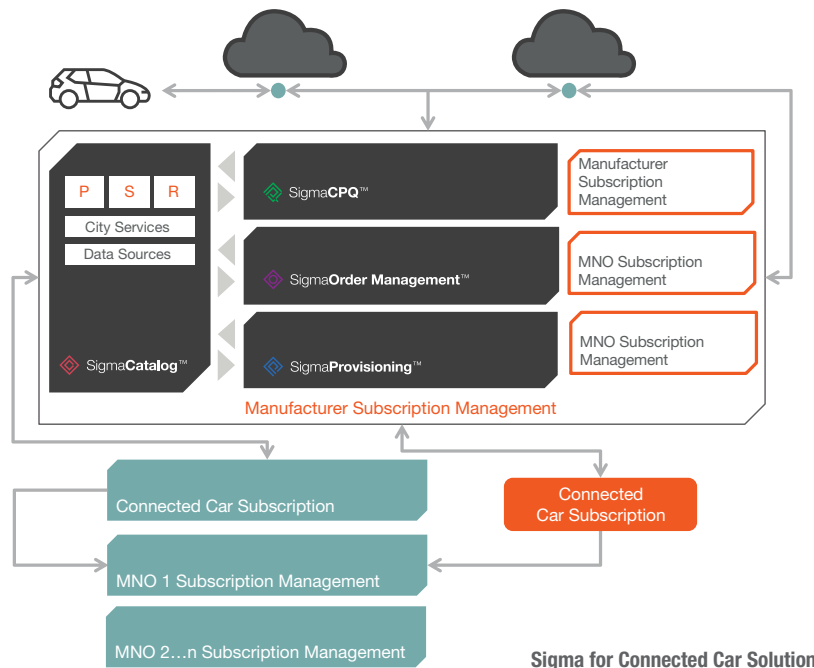 P S R
City Services
Data Sources
SigmaCatalog™
SigmaCPQ™
SigmaOrder Management™
SigmaProvisioning™
Manufacturer
Subscription
Management
MNO Subscription
Management
MNO Subscription
Management
Manufacturer Subscription Management
Connected Car Subscription
MNO 1 Subscription Management
MNO 2...n Subscription Management
Connected
Car Subscription
Sigma for Connected Car Solution